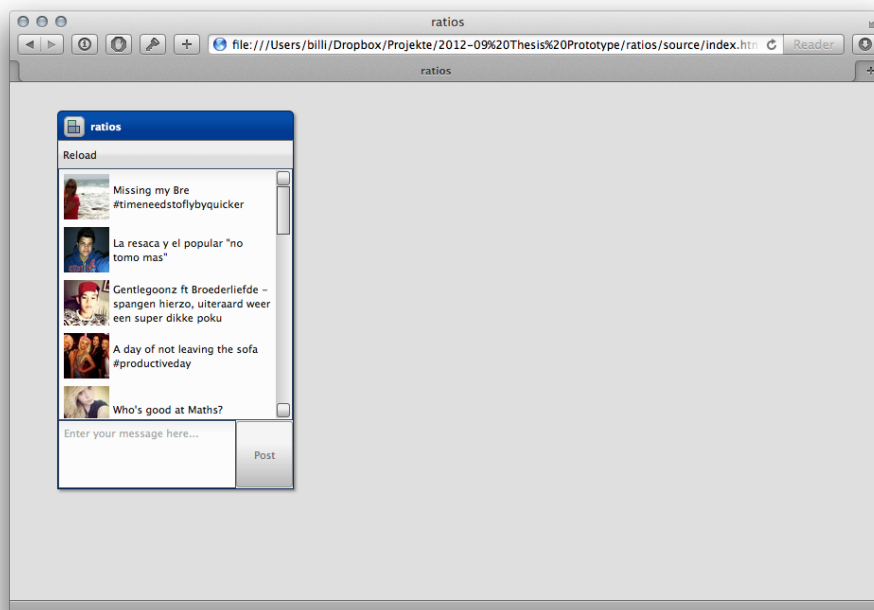 ratios
file:///Users/billi/Dropbox/Projekte/2012-09%20Thesis%20Prototype/ratios/source/index.htm
Reader
ratios
ratios
Reload
Missing my Bre
#timeneedstoflybyquicker
La resaca y el popular "no
tomo mas"
Gentlegoonz ft Broederliefde -
spangen hierzo, uiteraard weer
een super dikke poku
A day of not leaving the sofa
#productiveday
Who's good at Maths?
Enter your message here...
Post